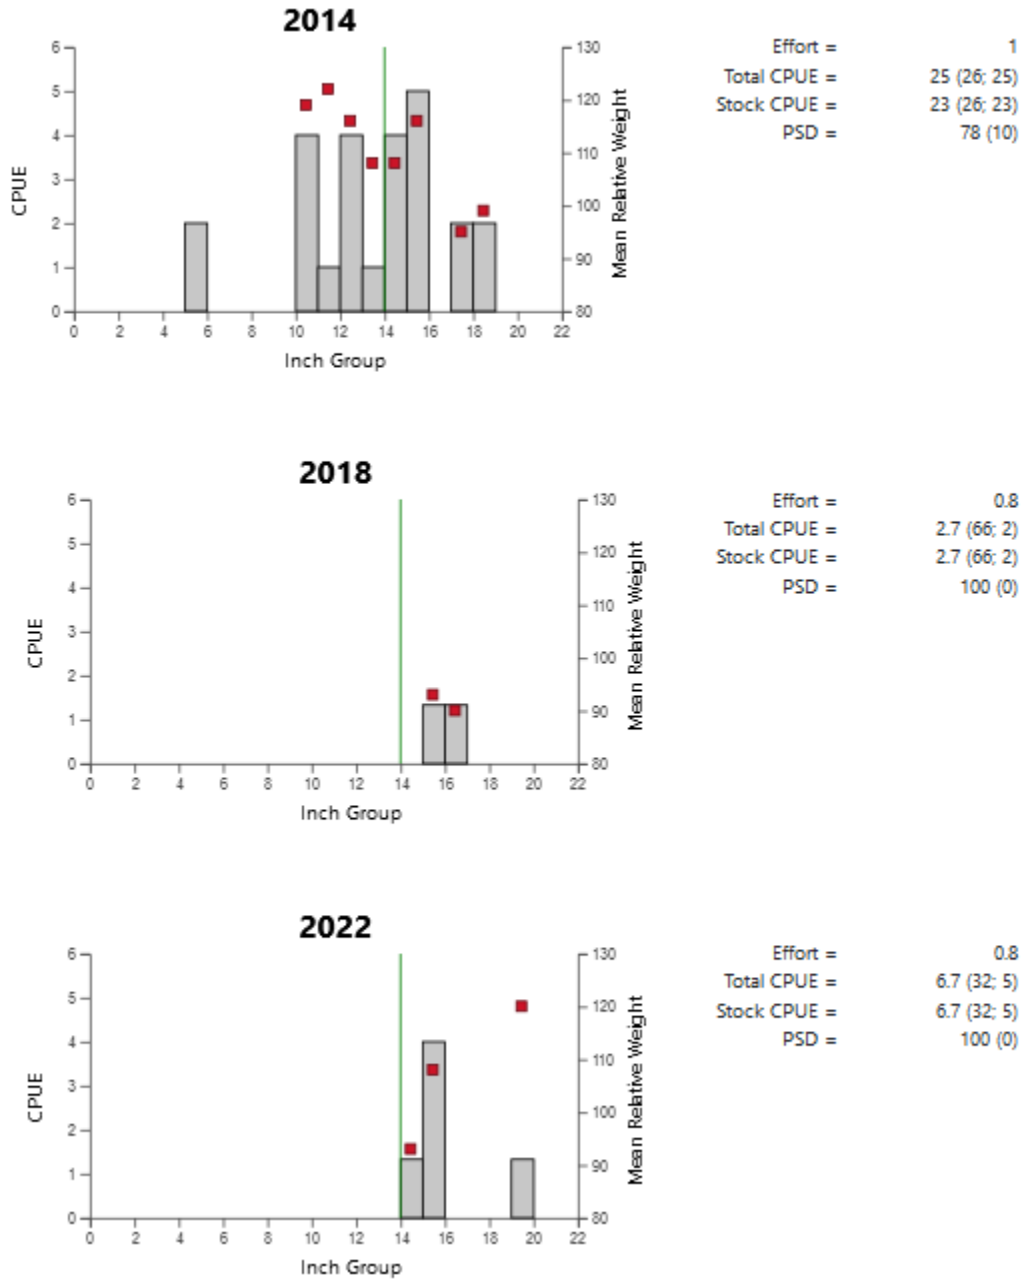 2014
6
5
4
3
2
1
0
CPUE
130
120
110
100
90
80
Mean Relative Weight
0 2 4 6 8 10 12 14 16 18 20 22
Inch Group
Effort = 1
Total CPUE = 25 (26; 25)
Stock CPUE = 23 (26; 23)
PSD = 78 (10)
2018
6
5
4
3
2
1
0
CPUE
130
120
110
100
90
80
Mean Relative Weight
0 2 4 6 8 10 12 14 16 18 20 22
Inch Group
Effort = 0.8
Total CPUE = 2.7 (66; 2)
Stock CPUE = 2.7 (66; 2)
PSD = 100 (0)
2022
6
5
4
3
2
1
0
CPUE
130
120
110
100
90
80
Mean Relative Weight
0 2 4 6 8 10 12 14 16 18 20 22
Inch Group
Effort = 0.8
Total CPUE = 6.7 (32; 5)
Stock CPUE = 6.7 (32; 5)
PSD = 100 (0)